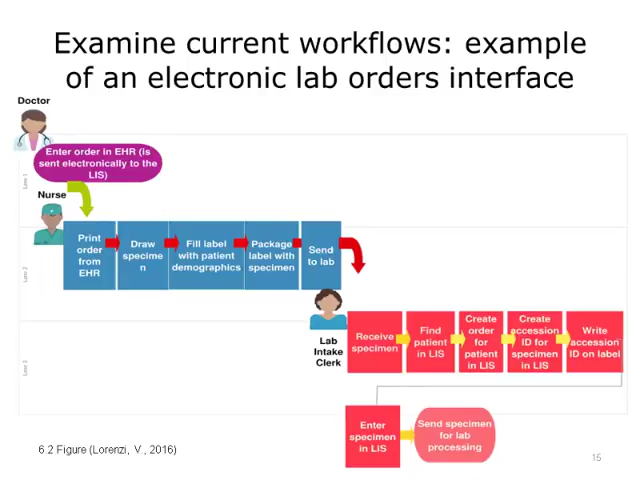 Examine current workflows: example
of an electronic lab orders interface
Doctor
Enter order in EHR (is
sent electronically to the
LIS)
Lane 1
Nurse
Print
order
from
EHR
Draw
specime
n
Fill label
with patient
demographics
Package
label with
specimen
Send
to lab
Lane 2
Lab
Intake
Clerk
Receive
specimen
Find
patient
in LIS
Create
order
for
patient
in LIS
Create
accession
ID for
specimen
in LIS
Write
accession
ID on label
Enter
specimen
in LIS
Send specimen
for lab
processing
6.2 Figure (Lorenzi, V., 2016)
15